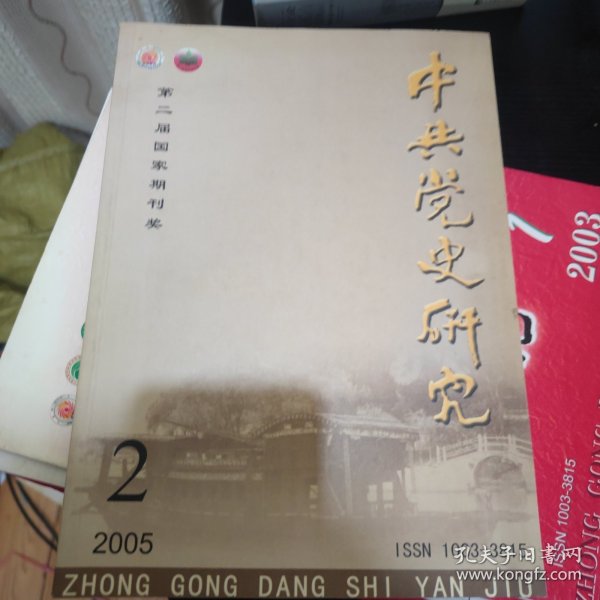 第二届国家期刊奖
中共党史研究
2
2005
ISSN 1003-3815
ZHONG GONG DANG SHI YAN JIU
2003
ISSN 1003-3815
ZHONG GONG
孔夫子旧书网
www.kongfz.com